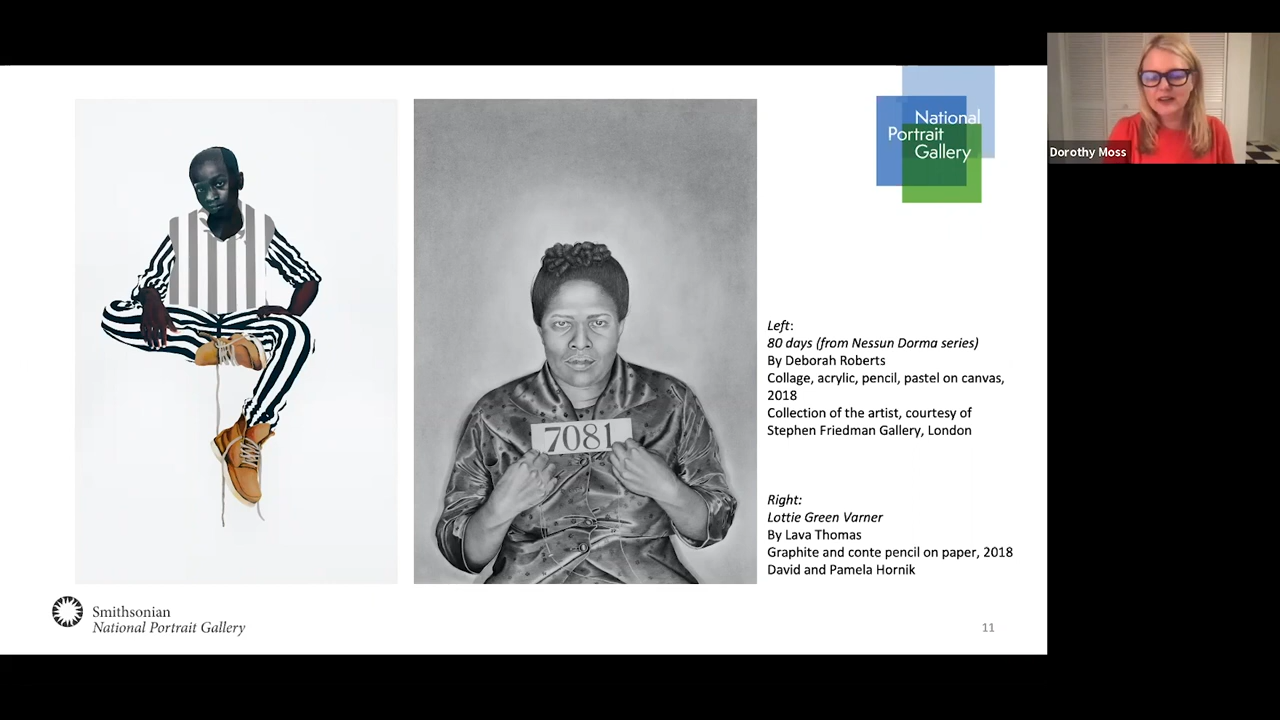 National
Portrait
Gallery
Dorothy Moss
7081
Left:
80 days (from Nessun Dorma series)
By Deborah Roberts
Collage, acrylic, pencil, pastel on canvas,
2018
Collection of the artist, courtesy of
Stephen Friedman Gallery, London
Right:
Lottie Green Varner
By Lava Thomas
Graphite and conte pencil on paper, 2018
David and Pamela Hornik
Smithsonian
National Portrait Gallery
11